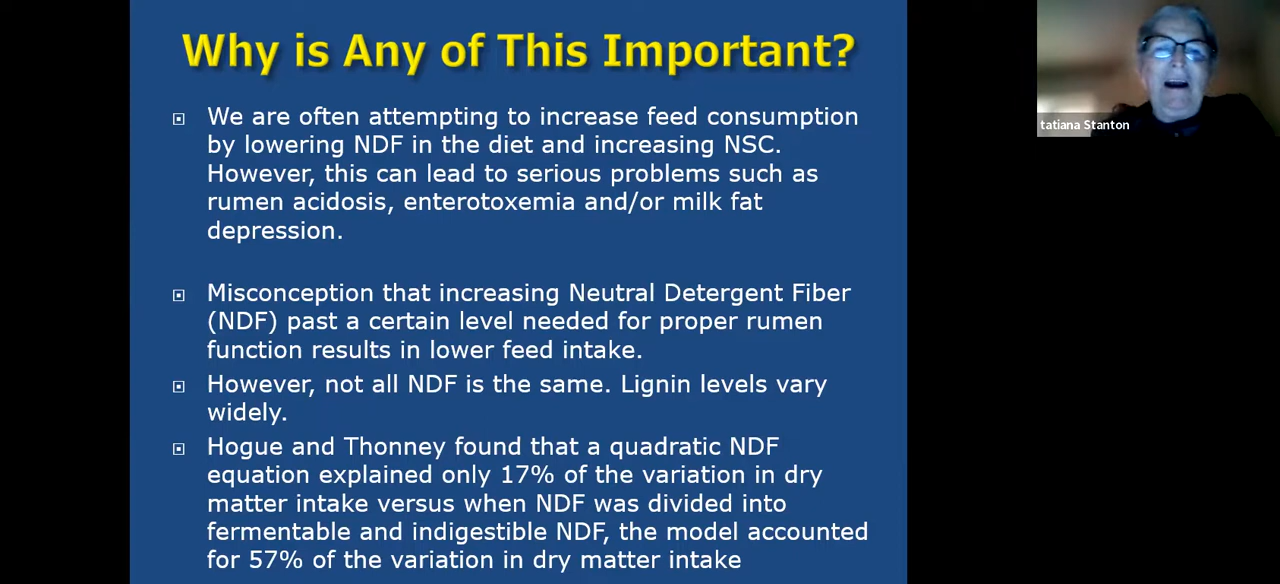 Why is Any of This Important?
We are often attempting to increase feed consumption
by lowering NDF in the diet and increasing NSC.
However, this can lead to serious problems such as
rumen acidosis, enterotoxemia and/or milk fat
depression.
Misconception that increasing Neutral Detergent Fiber
(NDF) past a certain level needed for proper rumen
function results in lower feed intake.
However, not all NDF is the same. Lignin levels vary
widely.
Hogue and Thonney found that a quadratic NDF
equation explained only 17% of the variation in dry
matter intake versus when NDF was divided into
fermentable and indigestible NDF, the model accounted
for 57% of the variation in dry matter intake
tatiana Stanton